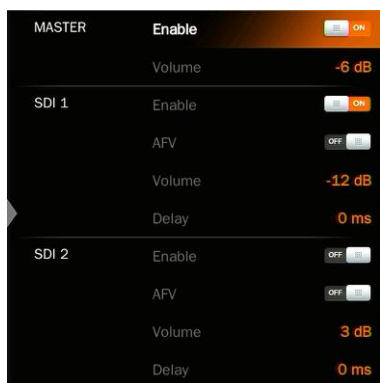 MASTER Enable ON
Volume -6 dB
SDI 1 Enable ON
AFV OFF
Volume -12 dB
Delay 0 ms
SDI 2 Enable OFF
AFV OFF
Volume 3 dB
Delay 0 ms